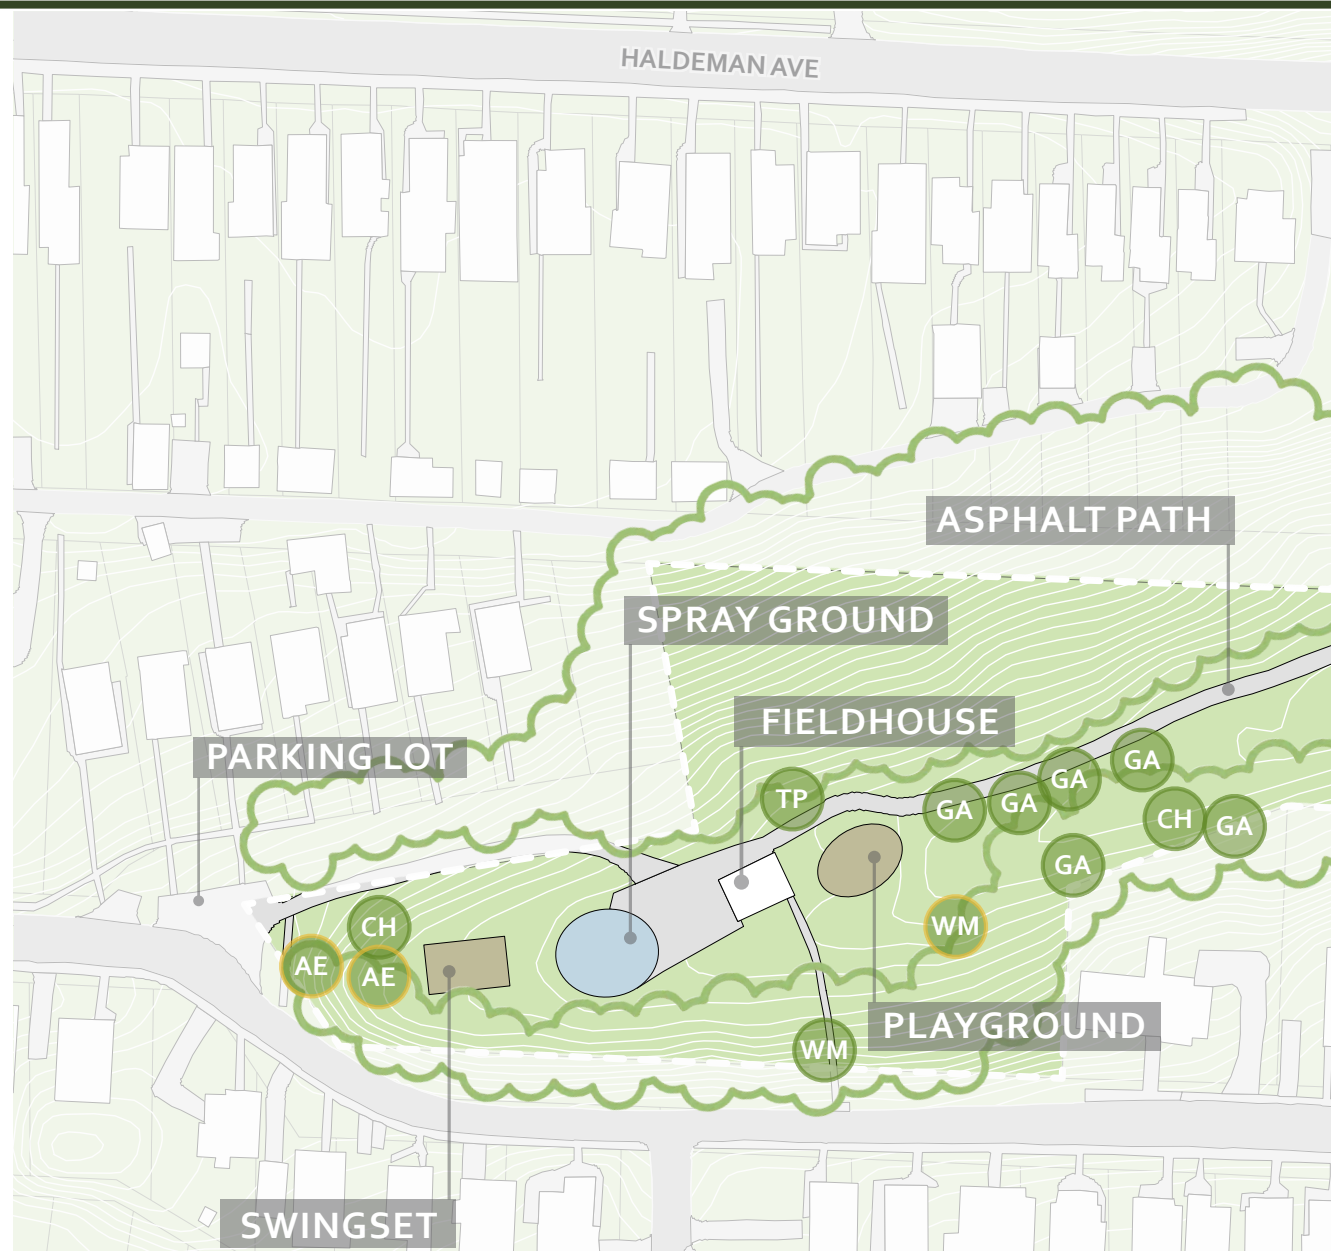 HALDEMAN AVE
ASPHALT PATH
SPRAY GROUND
FIELDHOUSE
PARKING LOT
GA
GA
TP
GA
GA
CH
GA
GA
CH
WM
AE
AE
PLAYGROUND
WM
SWINGSET